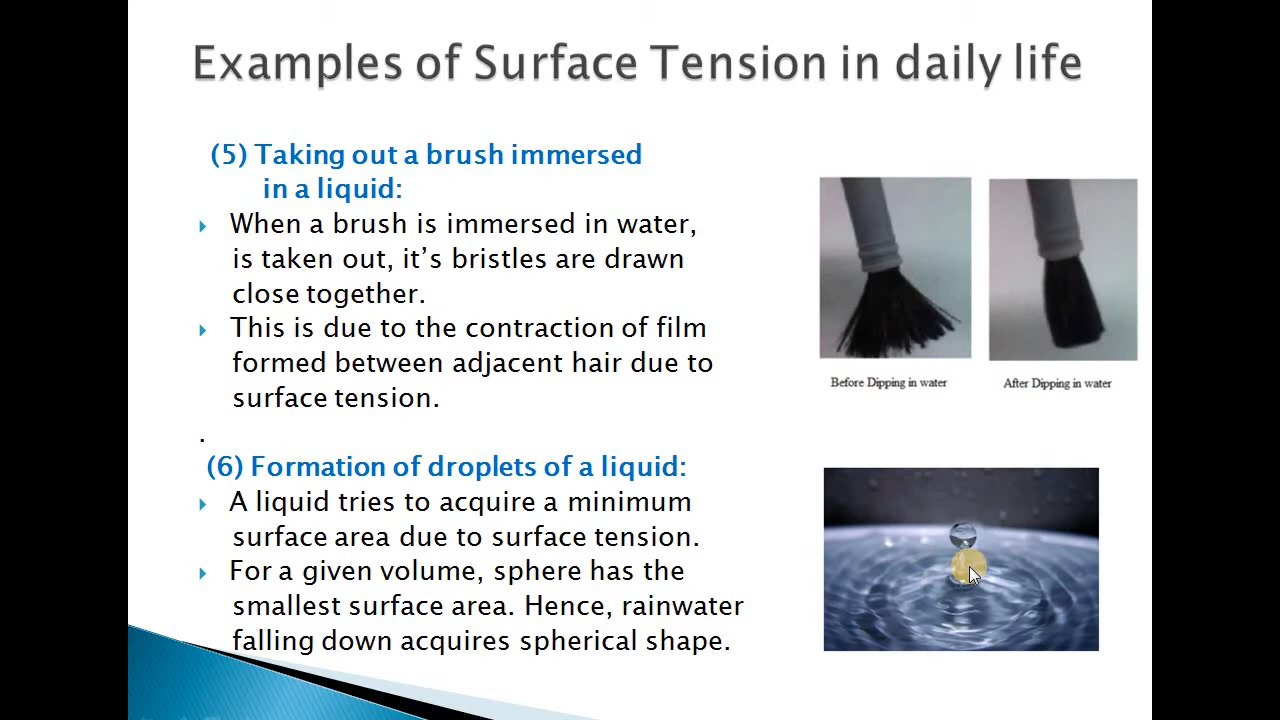 Examples of Surface Tension in daily life
(5) Taking out a brush immersed
in a liquid:
When a brush is immersed in water,
is taken out, it’s bristles are drawn
close together.
This is due to the contraction of film
formed between adjacent hair due to
surface tension.
.
(6) Formation of droplets of a liquid:
A liquid tries to acquire a minimum
surface area due to surface tension.
For a given volume, sphere has the
smallest surface area. Hence, rainwater
falling down acquires spherical shape.
Before Dipping in water
After Dipping in water